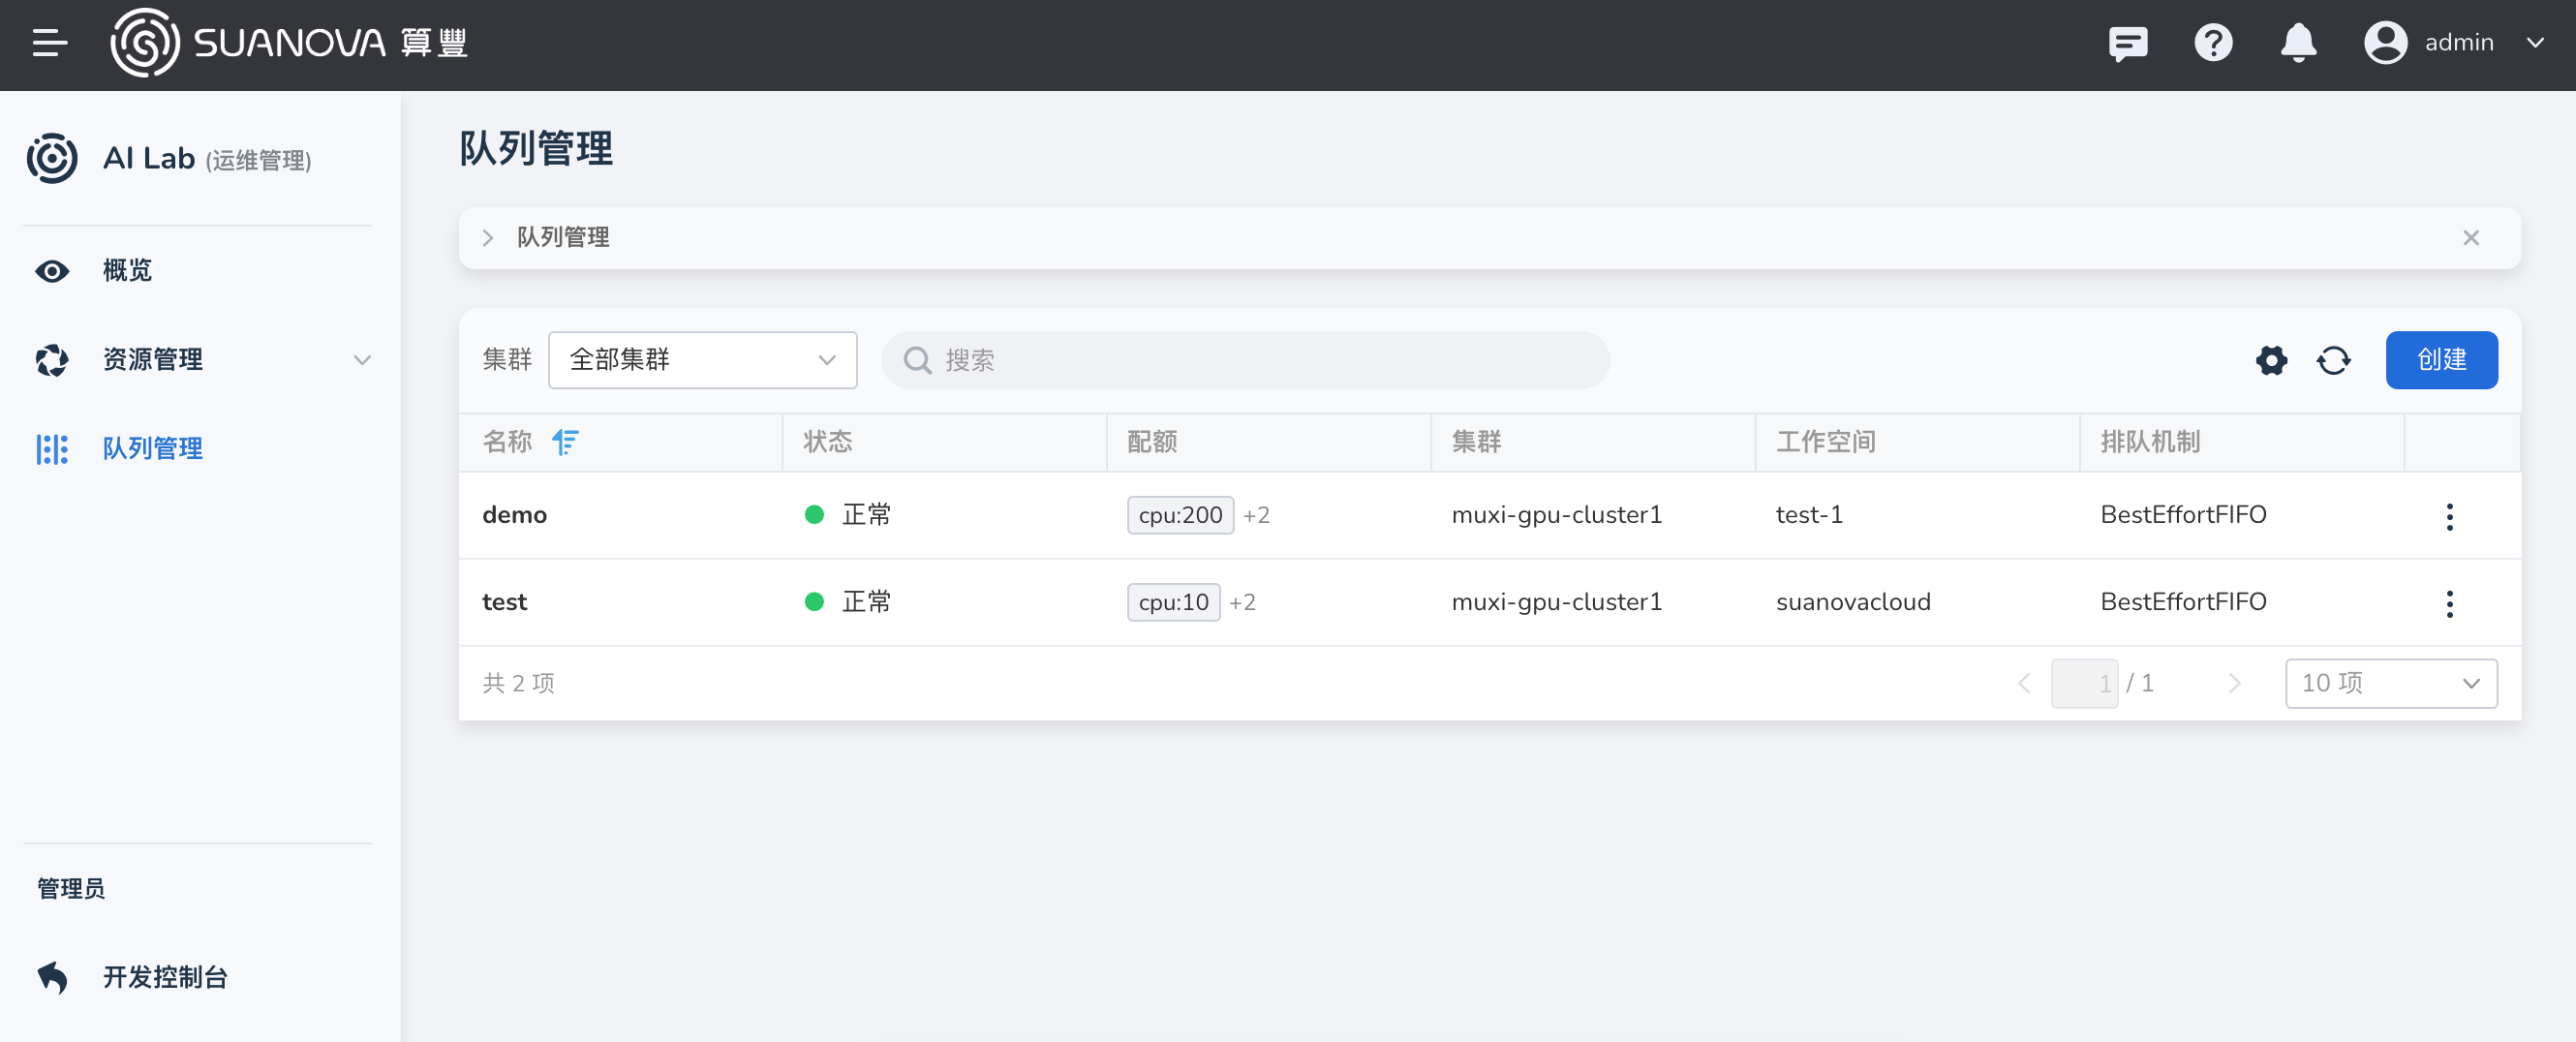 SUANOVA 算豐
admin
AI Lab (运维管理)
概览
资源管理
队列管理
管理员
开发控制台
队列管理
队列管理
集群 全部集群 搜索 创建
名称 状态 配额 集群 工作空间 排队机制
demo 正常 cpu:200 +2 muxi-gpu-cluster1 test-1 BestEffortFIFO
test 正常 cpu:10 +2 muxi-gpu-cluster1 suanovacloud BestEffortFIFO
共 2 项 1 / 1 10 项